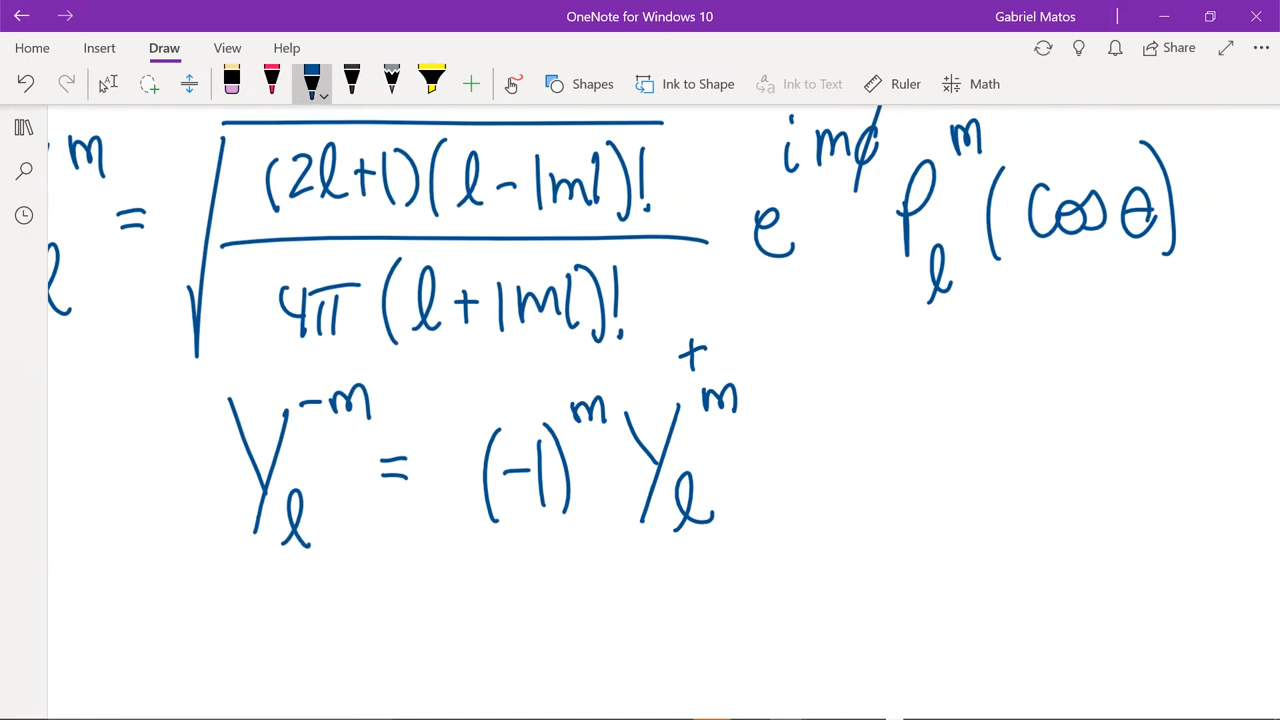 OneNote for Windows 10
Gabriel Matos
Home Insert Draw View Help
Share
Shapes Ink to Shape Ink to Text Ruler Math
m
l = √((2l+1)(l-|m|)! / 4π(l+|m|)!) e^{imϕ} P_l^m (cos θ)
Y_l^{-m} = (-1)^m Y_l^{+m}